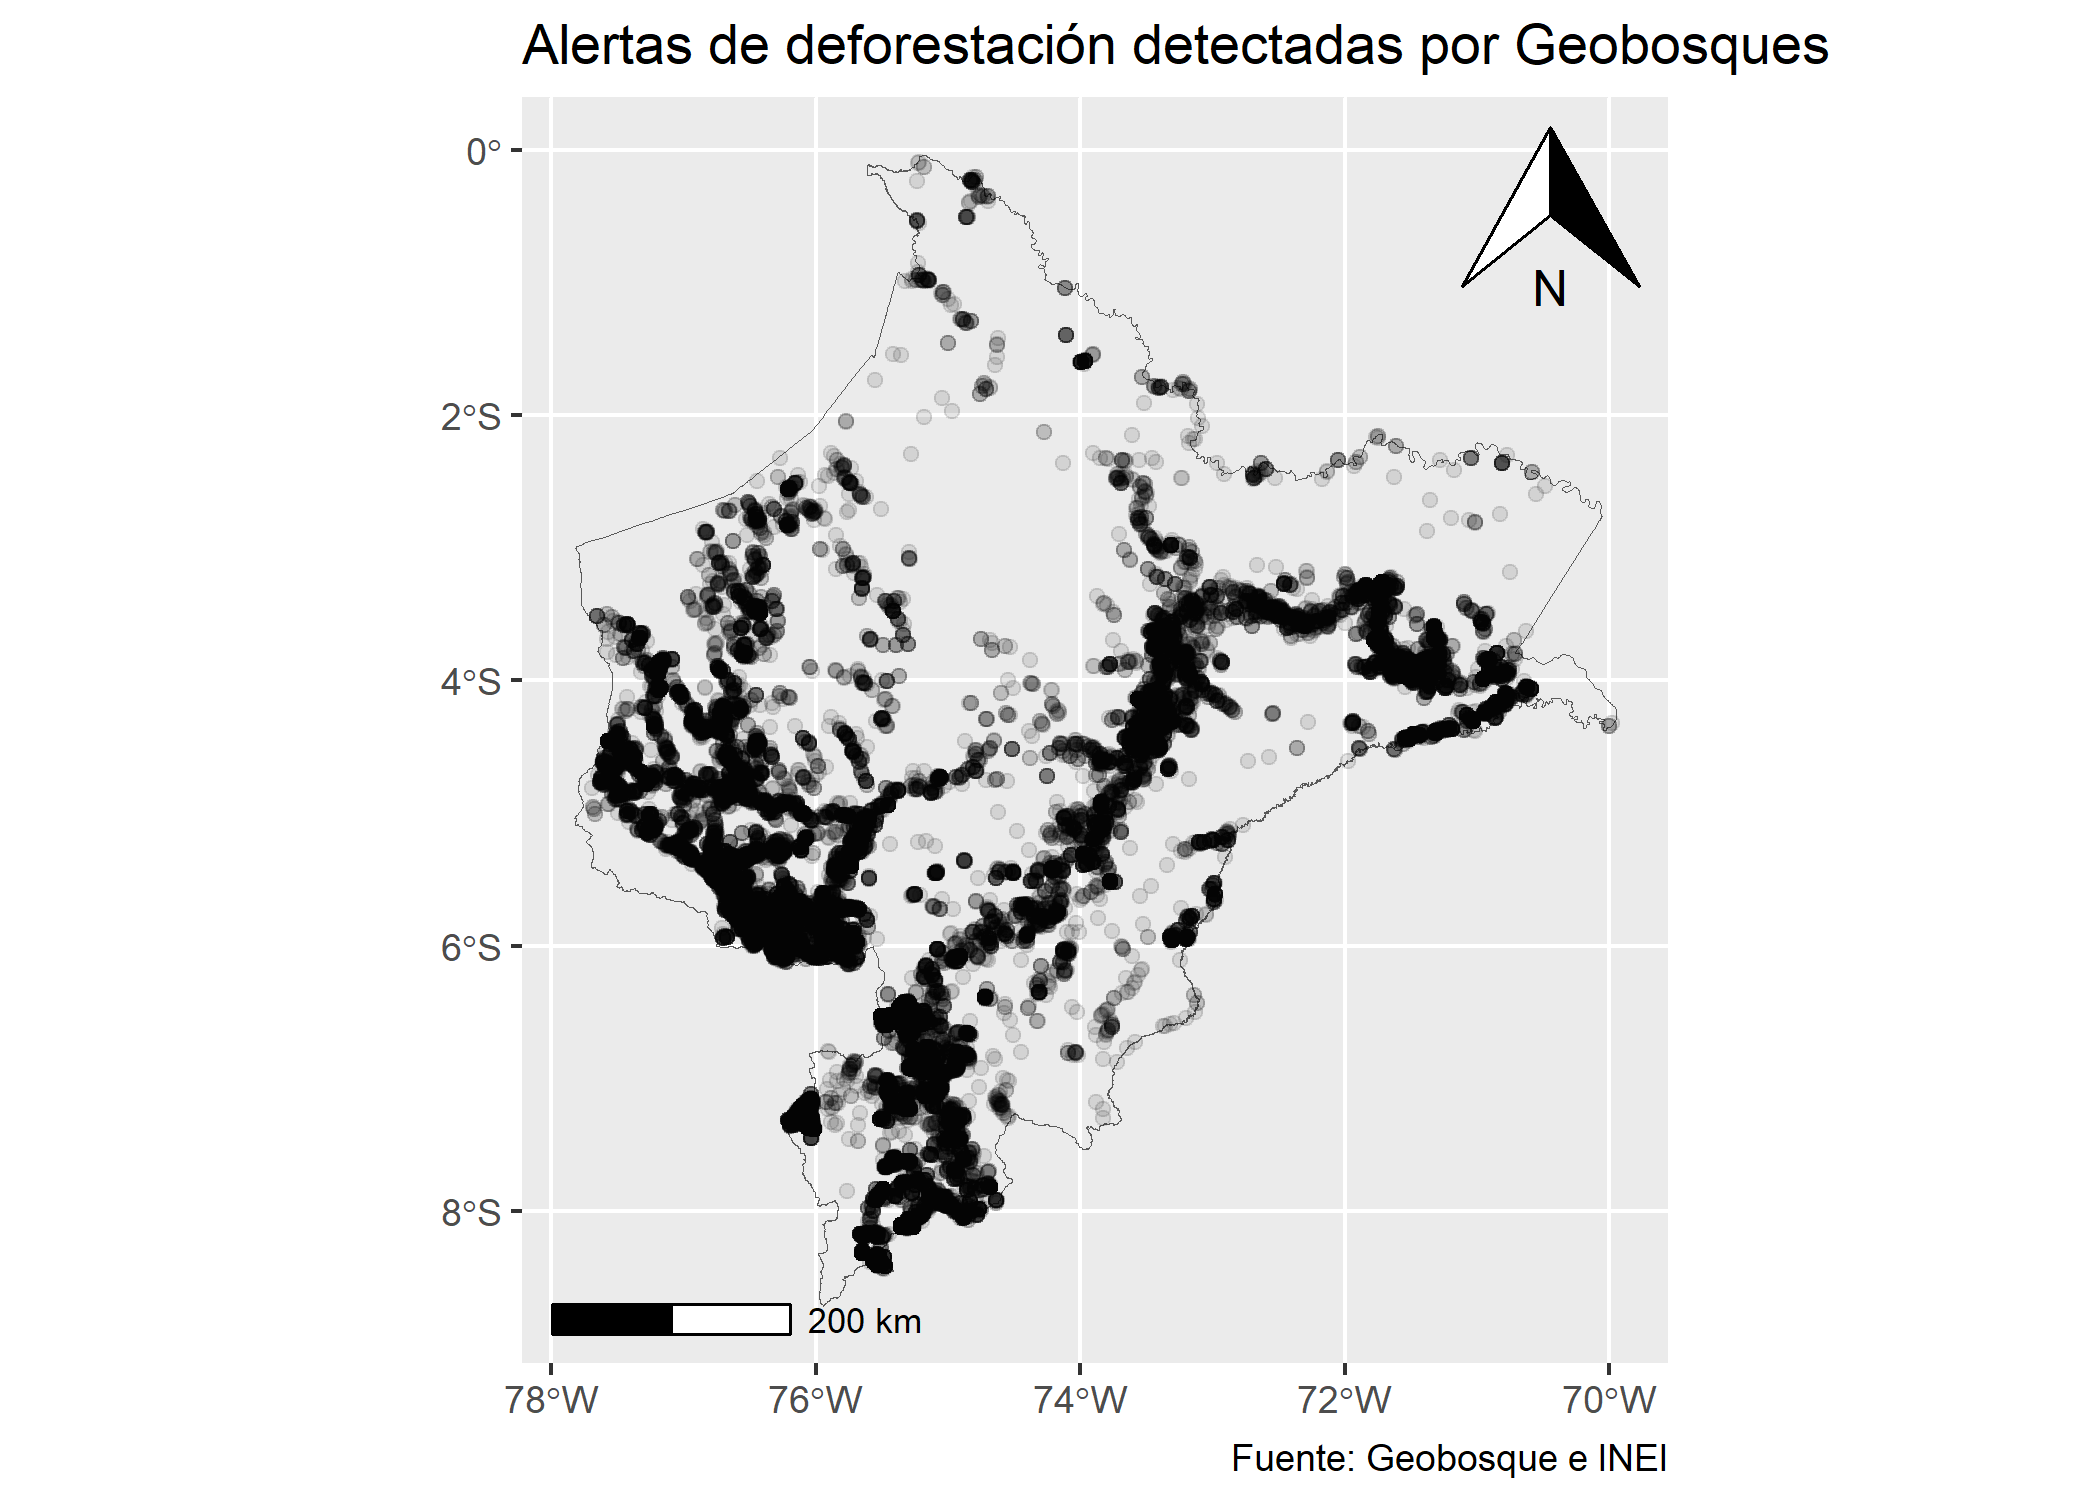 Alertas de deforestación detectadas por Geobosques
N
0°
2°S
4°S
6°S
8°S
200 km
78°W 76°W 74°W 72°W 70°W
Fuente: Geobosque e INEI